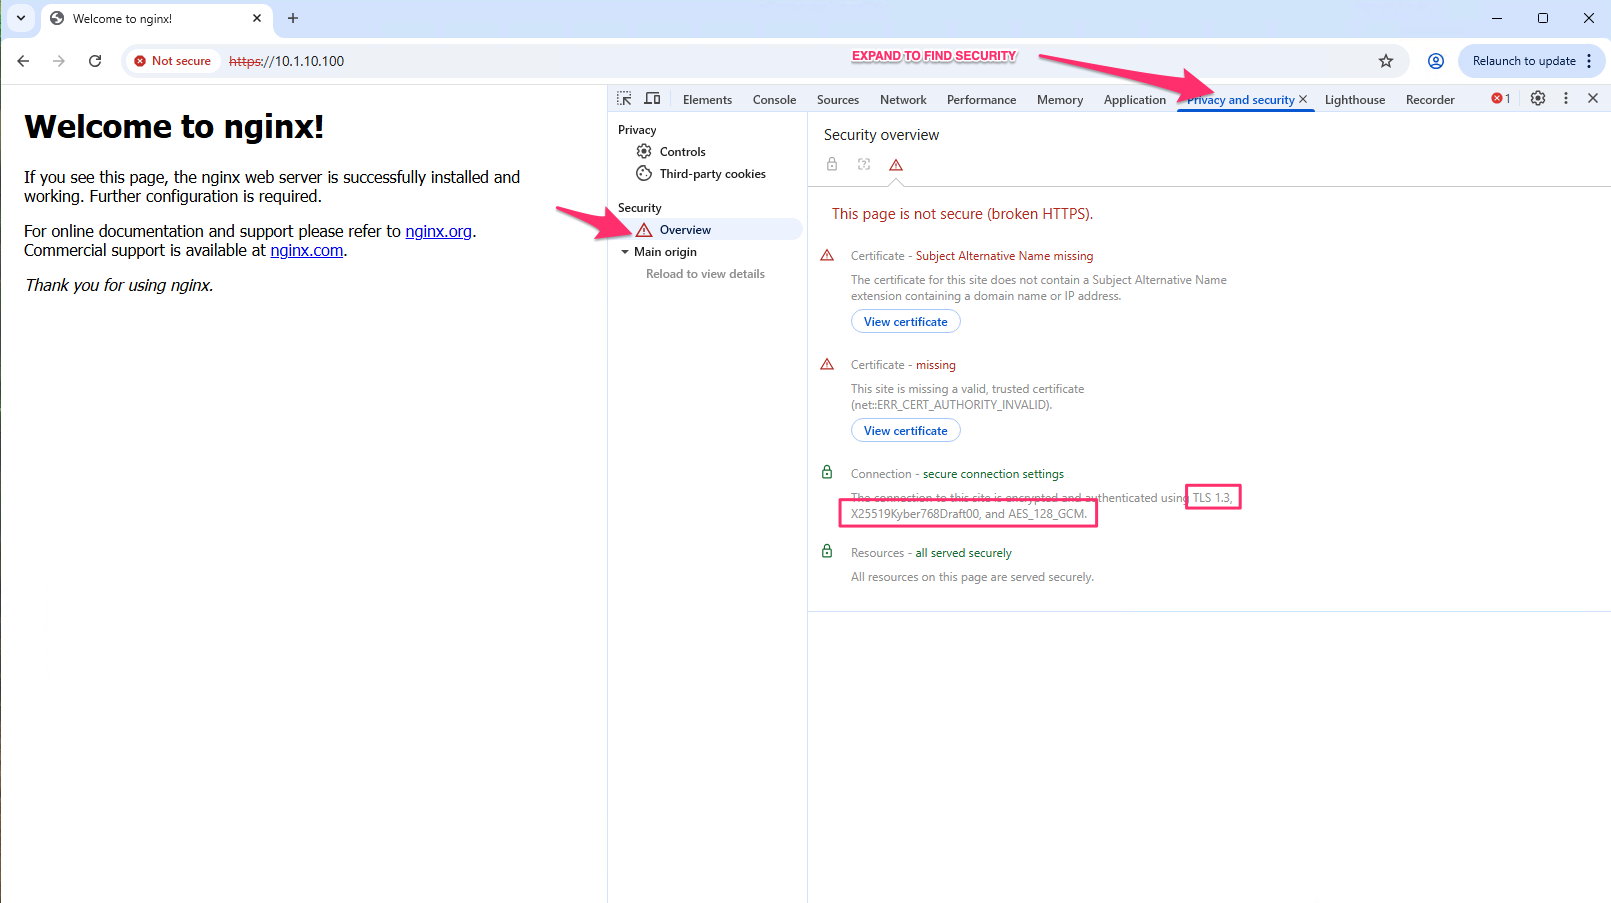 Welcome to nginx!
Not secure
https://10.1.10.100
EXPAND TO FIND SECURITY
Relaunch to update
Welcome to nginx!
If you see this page, the nginx web server is successfully installed and
working. Further configuration is required.
For online documentation and support please refer to nginx.org.
Commercial support is available at nginx.com.
Thank you for using nginx.
Elements
Console
Sources
Network
Performance
Memory
Application
Privacy and security
Lighthouse
Recorder
1
Privacy
Controls
Third-party cookies
Security
Overview
Main origin
Reload to view details
Security overview
This page is not secure (broken HTTPS).
Certificate - Subject Alternative Name missing
The certificate for this site does not contain a Subject Alternative Name
extension containing a domain name or IP address.
View certificate
Certificate - missing
This site is missing a valid, trusted certificate
(net::ERR_CERT_AUTHORITY_INVALID).
View certificate
Connection - secure connection settings
The connection to this site is encrypted and authenticated using TLS 1.3,
X25519Kyber768Draft00, and AES_128_GCM.
Resources - all served securely
All resources on this page are served securely.